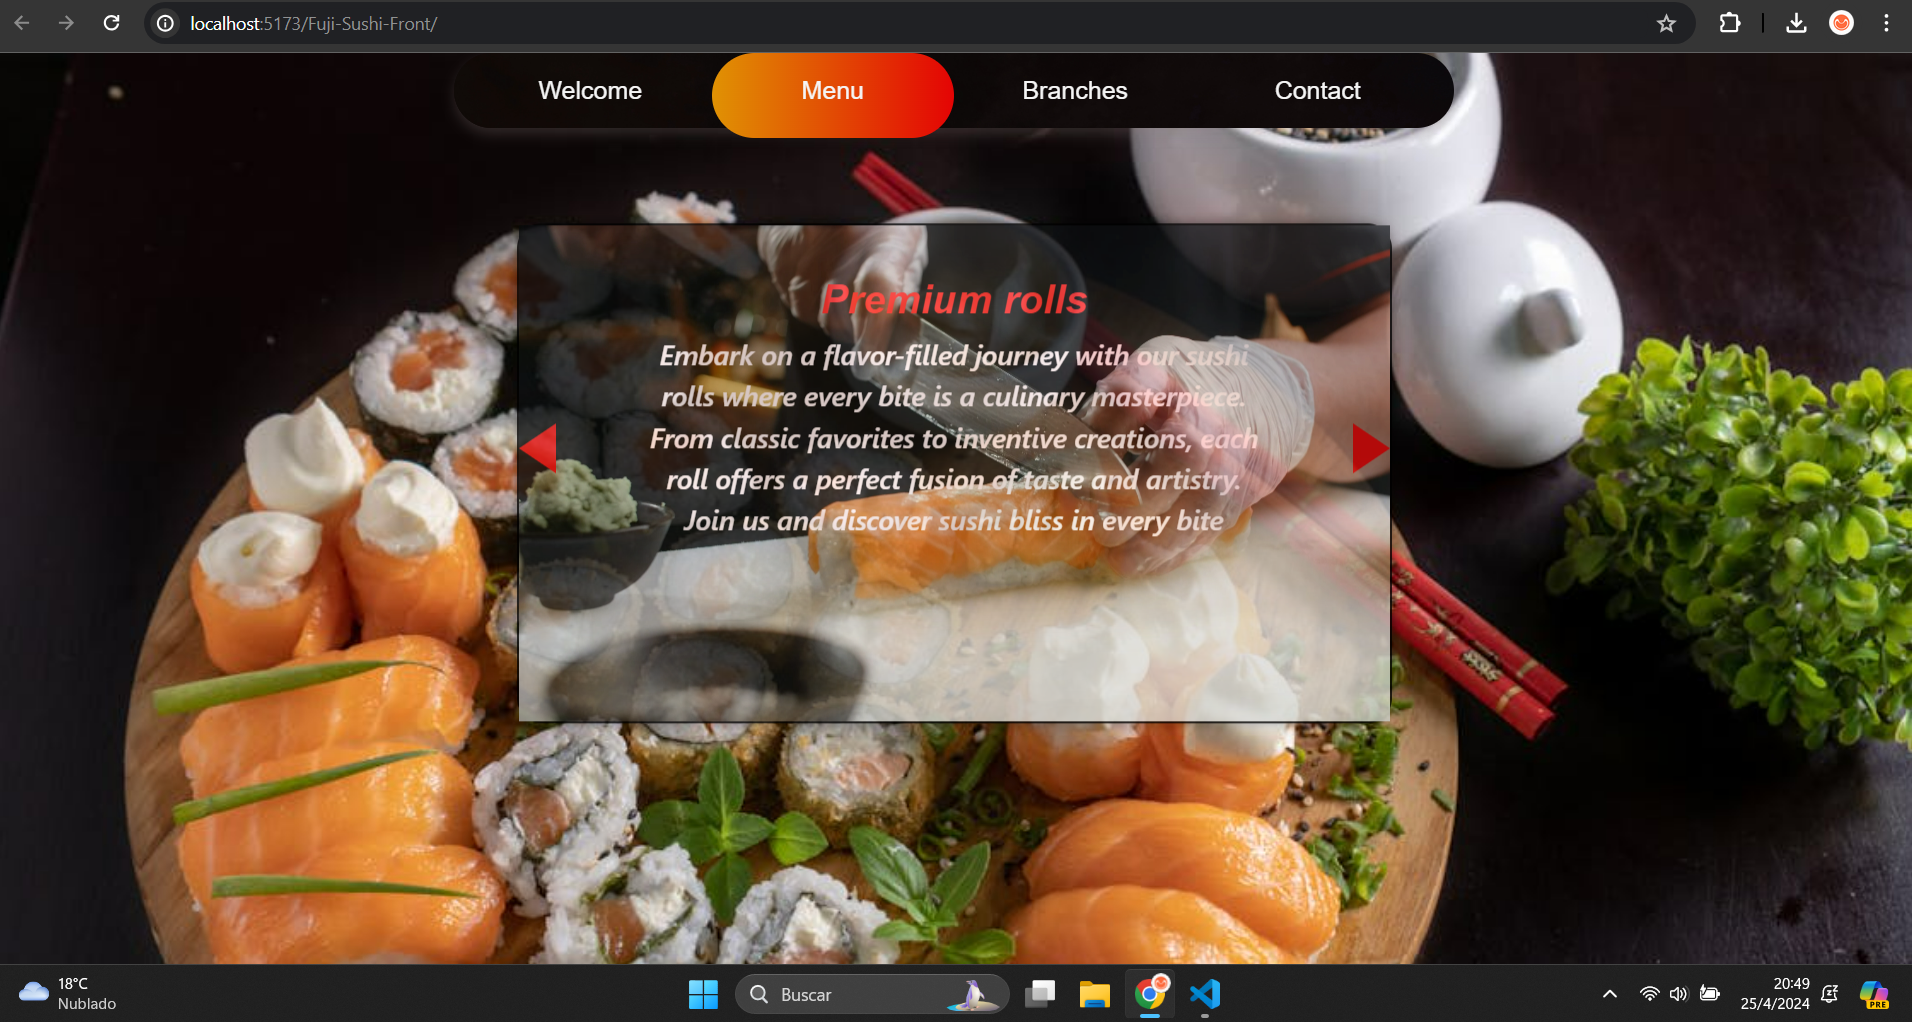 localhost:5173/Fuji-Sushi-Front/
Welcome
Menu
Branches
Contact
Premium rolls
Embark on a flavor-filled journey with our sushi
rolls where every bite is a culinary masterpiece.
From classic favorites to inventive creations, each
roll offers a perfect fusion of taste and artistry.
Join us and discover sushi bliss in every bite
18°C
Nublado
Buscar
20:49
25/4/2024
PRE